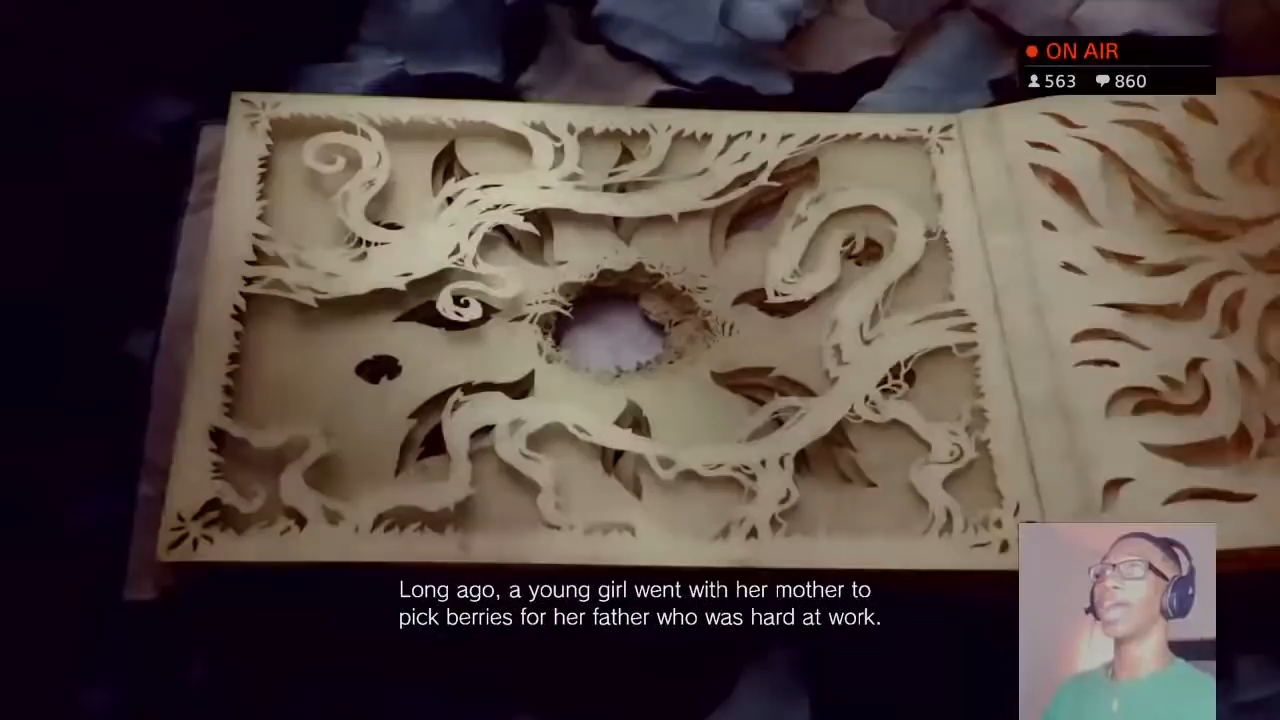 ON AIR
563 860
Long ago, a young girl went with her mother to
pick berries for her father who was hard at work.